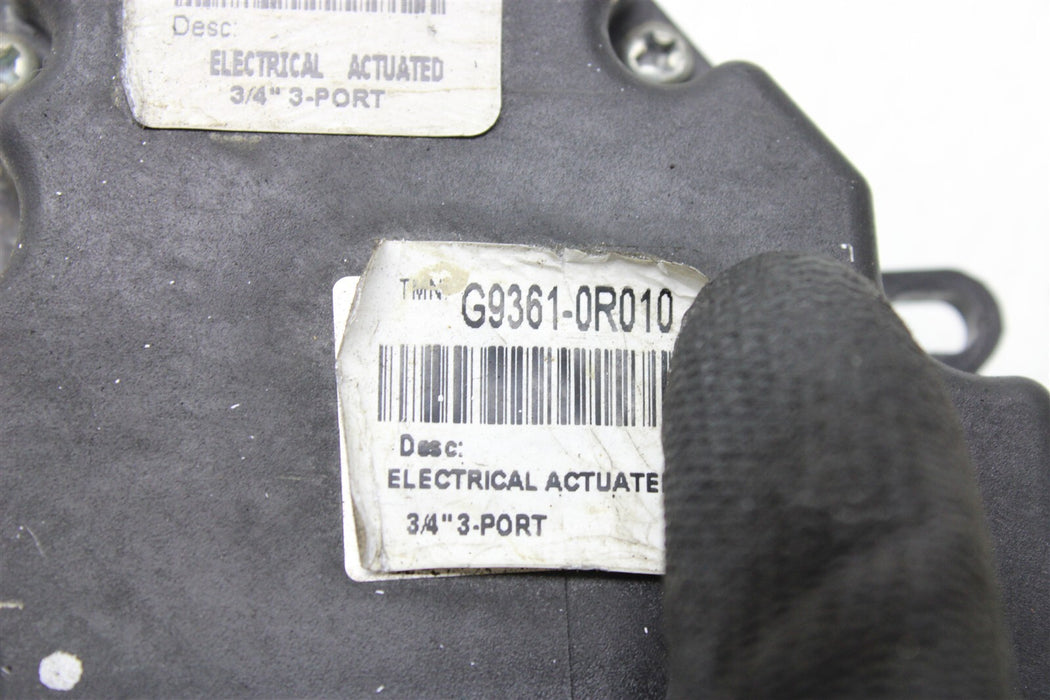 Desc:
ELECTRICAL ACTUATED
3/4" 3-PORT
TMN:
G9361-0R010
Desc:
ELECTRICAL ACTUATE
3/4" 3-PORT